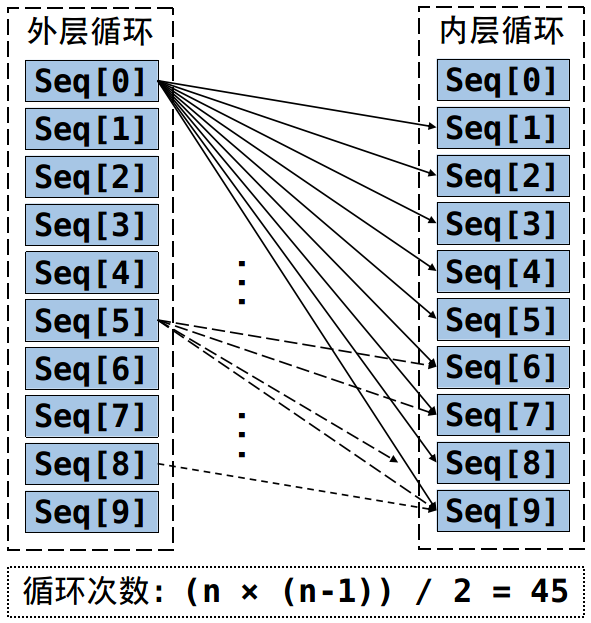 外层循环
Seq[0]
Seq[1]
Seq[2]
Seq[3]
Seq[4]
Seq[5]
Seq[6]
Seq[7]
Seq[8]
Seq[9]
内层循环
Seq[0]
Seq[1]
Seq[2]
Seq[3]
Seq[4]
Seq[5]
Seq[6]
Seq[7]
Seq[8]
Seq[9]
循环次数: (n × (n-1)) / 2 = 45